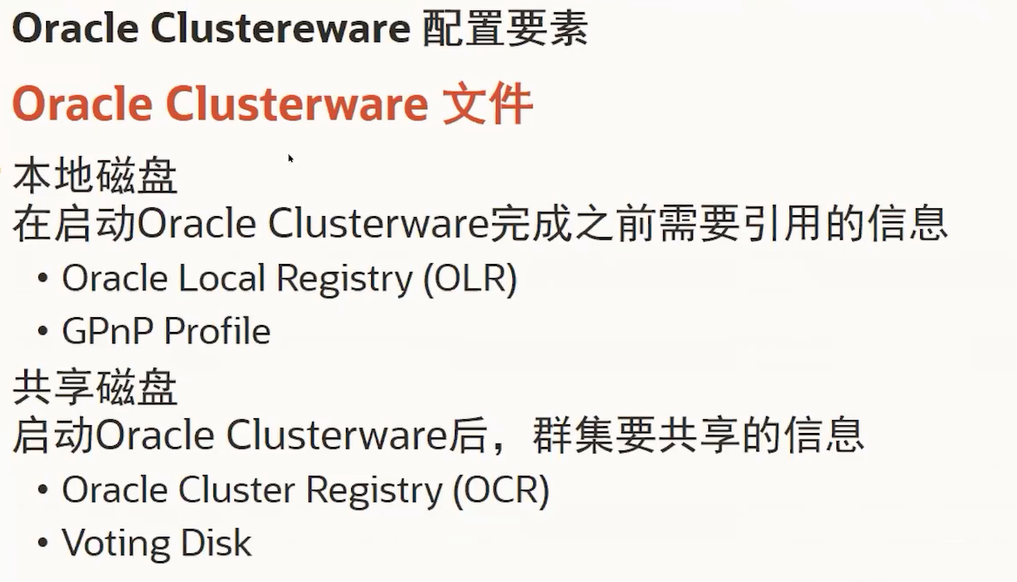 Oracle Clustereware 配置要素
Oracle Clusterware 文件
本地磁盘
在启动Oracle Clusterware完成之前需要引用的信息
• Oracle Local Registry (OLR)
• GPnP Profile
共享磁盘
启动Oracle Clusterware后，群集要共享的信息
• Oracle Cluster Registry (OCR)
• Voting Disk